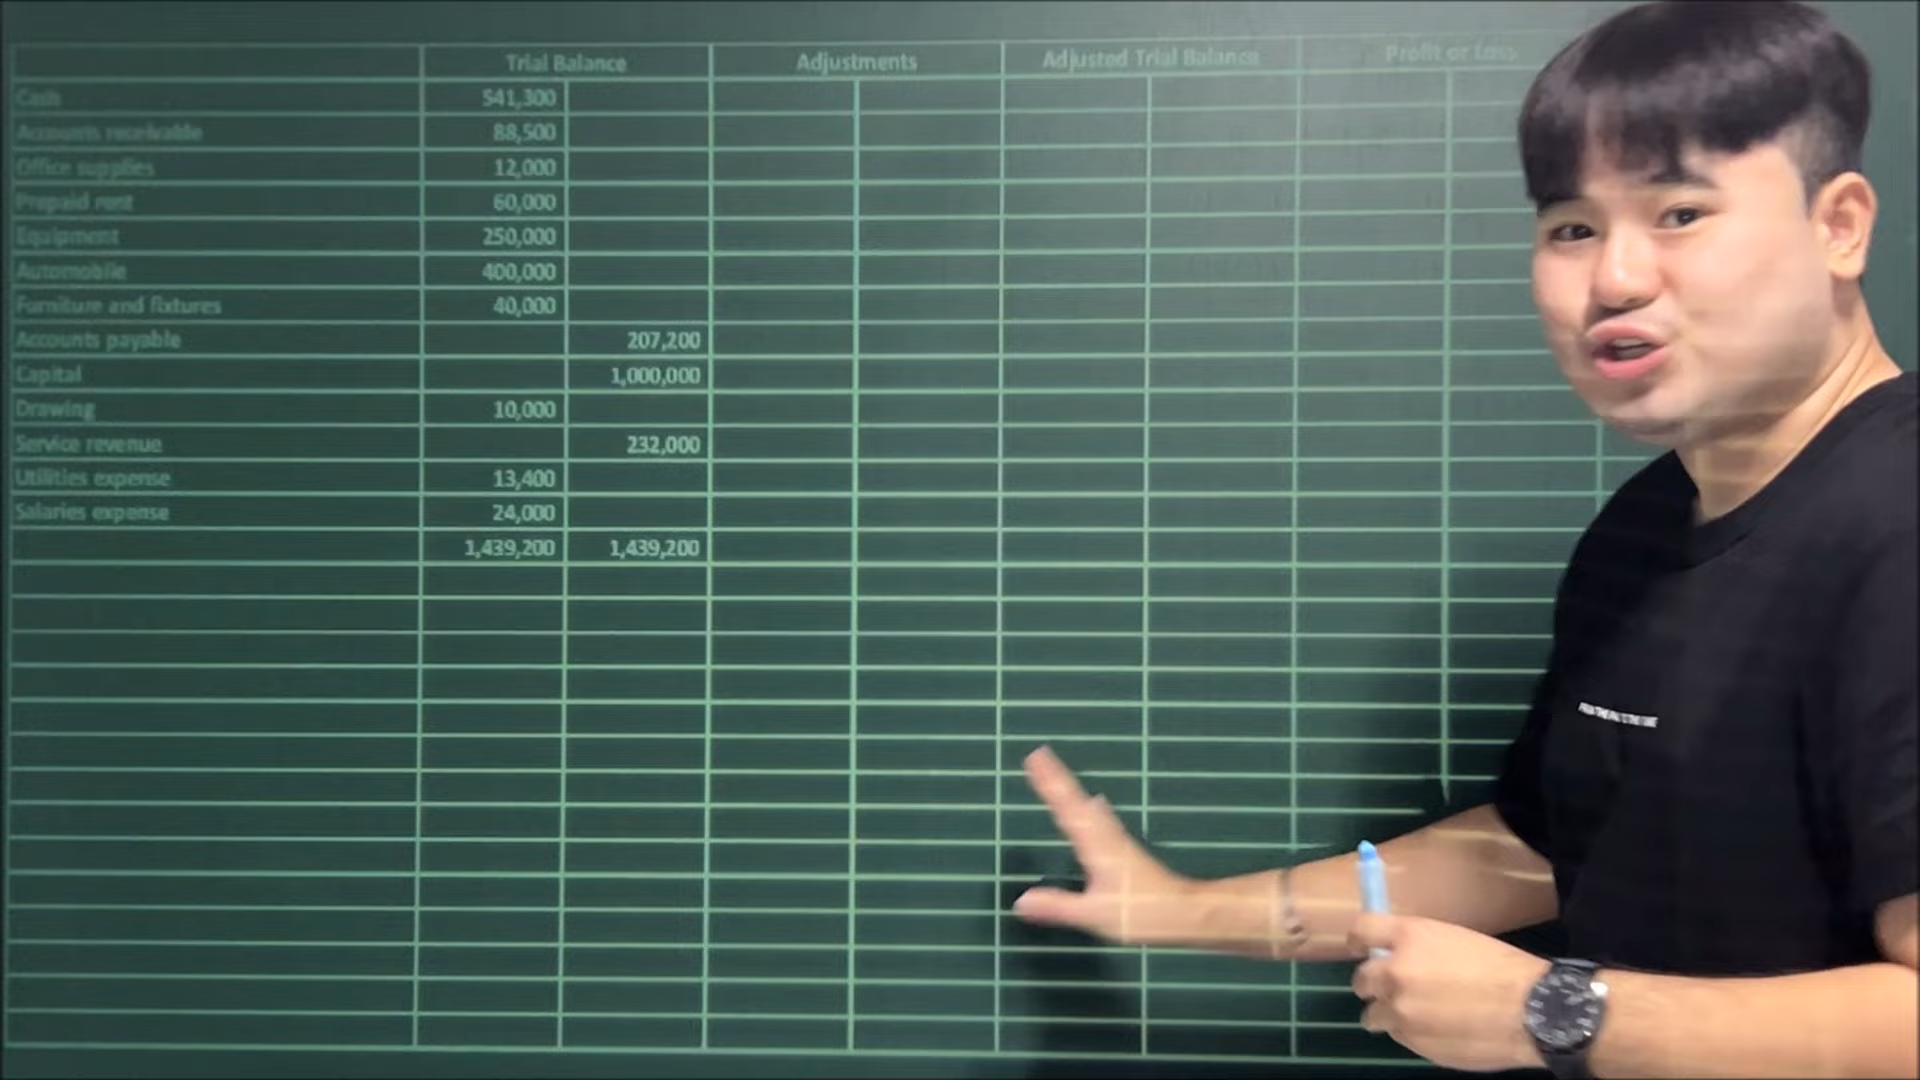 Trial Balance Adjustments Adjusted Trial Balance Profit or Loss
Cash 541,300
Accounts receivable 88,500
Office supplies 12,000
Prepaid rent 60,000
Equipment 250,000
Automobile 400,000
Furniture and fixtures 40,000
Accounts payable 207,200
Capital 1,000,000
Drawing 10,000
Service revenue 232,000
Utilities expense 13,400
Salaries expense 24,000
1,439,200 1,439,200